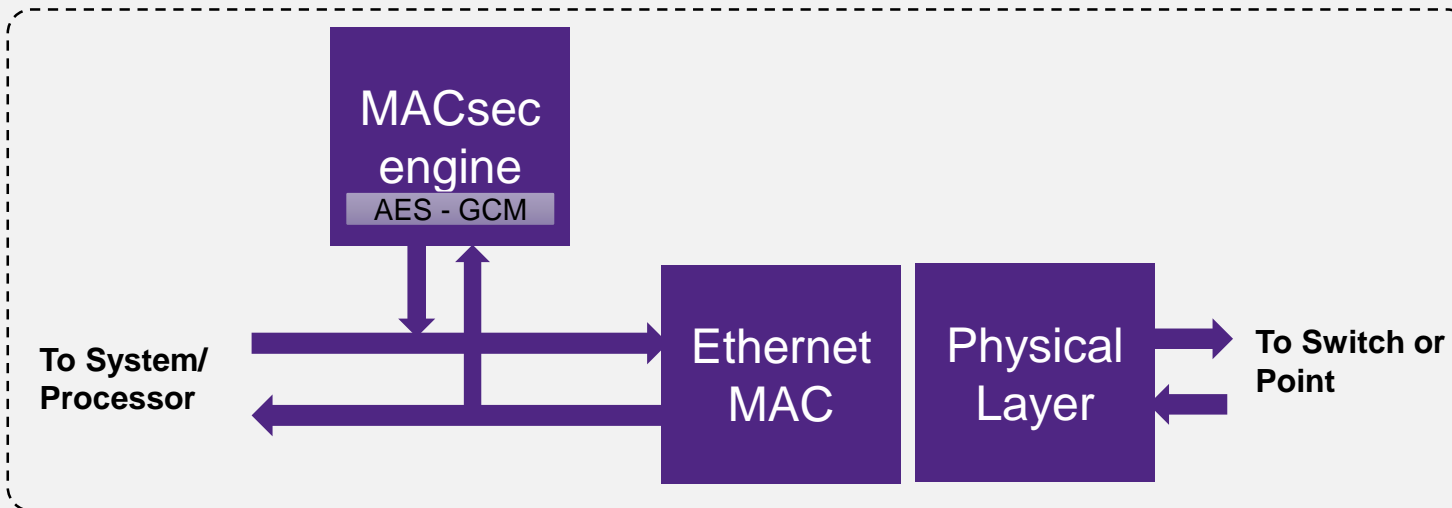 MACsec
engine
AES - GCM
To System/
Processor
Ethernet
MAC
Physical
Layer
To Switch or
Point